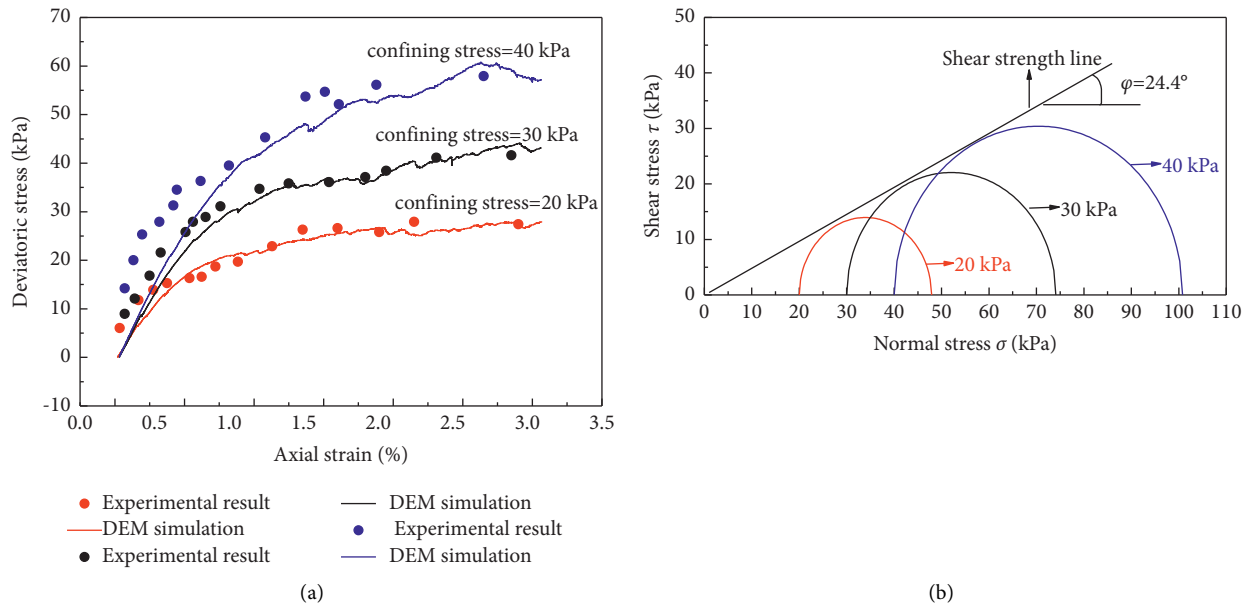 70
60
50
40
30
20
10
0
-10
Deviatoric stress (kPa)
confining stress=40 kPa
confining stress=30 kPa
confining stress=20 kPa
0.0 0.5 1.0 1.5 2.0 2.5 3.0 3.5
Axial strain (%)
Experimental result
DEM simulation
Experimental result
DEM simulation
Experimental result
DEM simulation
(a)
50
40
30
20
10
0
Shear stress τ (kPa)
Shear strength line
φ=24.4°
40 kPa
30 kPa
20 kPa
0 10 20 30 40 50 60 70 80 90 100 110
Normal stress σ (kPa)
(b)